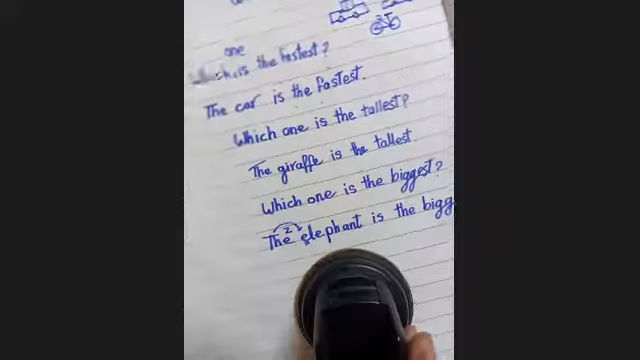 one
Which is the fastest?
The car is the fastest.
Which one is the tallest?
The giraffe is the tallest
Which one is the biggest?
2
The elephant is the bigg